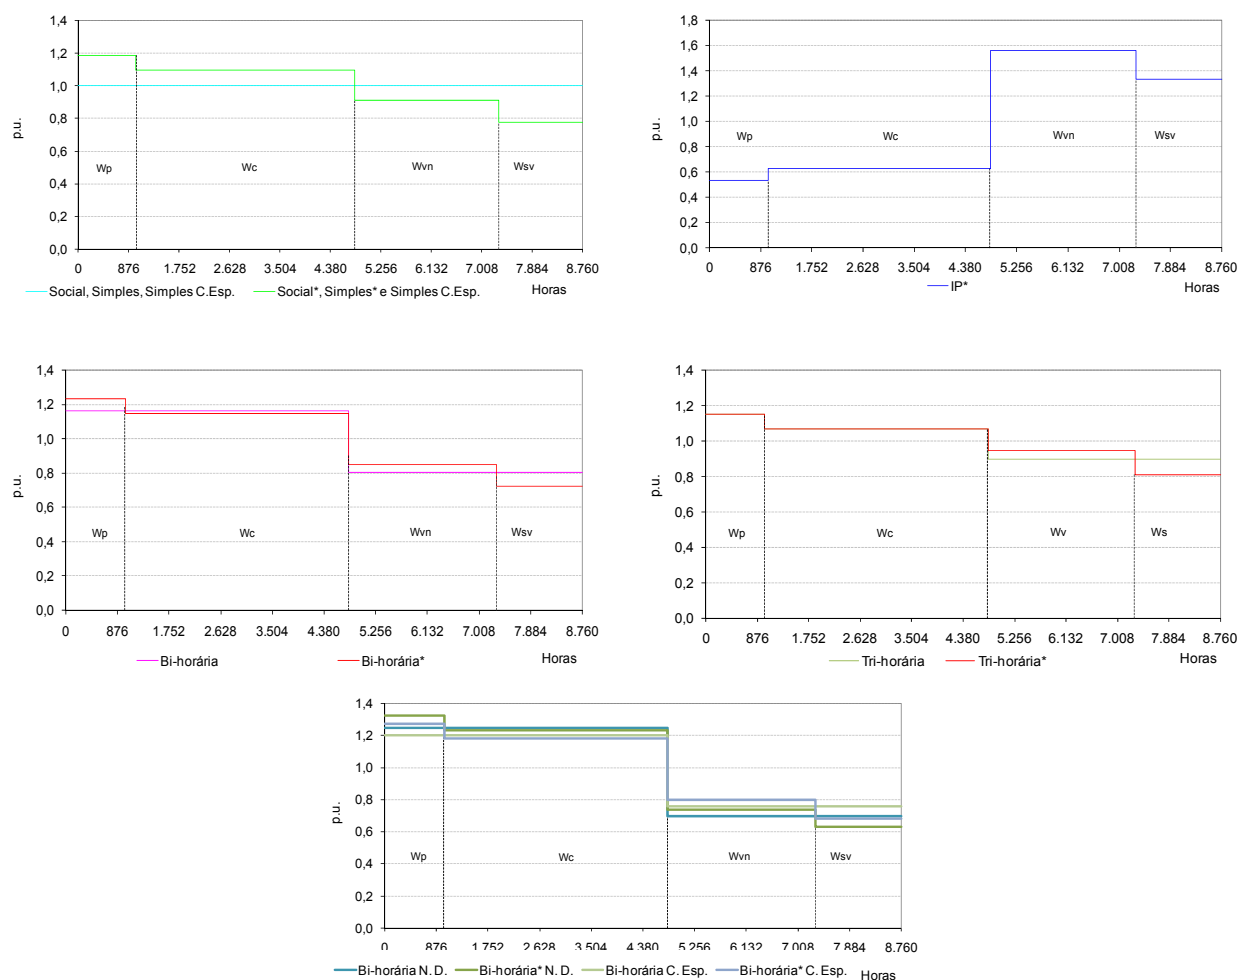 1,4
1,2
1,0
0,8
0,6
0,4
0,2
0,0
p.u.
Wp
Wc
Wvn
Wsv
0 876 1.752 2.628 3.504 4.380 5.256 6.132 7.008 7.884 8.760
Social, Simples, Simples C.Esp. Social*, Simples* e Simples C.Esp. Horas
1,8
1,6
1,4
1,2
1,0
0,8
0,6
0,4
0,2
0,0
p.u.
Wp
Wc
Wvn
Wsv
0 876 1.752 2.628 3.504 4.380 5.256 6.132 7.008 7.884 8.760
IP* Horas
1,4
1,2
1,0
0,8
0,6
0,4
0,2
0,0
p.u.
Wp
Wc
Wvn
Wsv
0 876 1.752 2.628 3.504 4.380 5.256 6.132 7.008 7.884 8.760
Bi-horária Bi-horária* Horas
1,4
1,2
1,0
0,8
0,6
0,4
0,2
0,0
p.u.
Wp
Wc
Wv
Ws
0 876 1.752 2.628 3.504 4.380 5.256 6.132 7.008 7.884 8.760
Tri-horária Tri-horária* Horas
1,4
1,2
1,0
0,8
0,6
0,4
0,2
0,0
p.u.
Wp
Wc
Wvn
Wsv
0 876 1.752 2.628 3.504 4.380 5.256 6.132 7.008 7.884 8.760
Bi-horária N. D. Bi-horária* N. D. Bi-horária C. Esp. Bi-horária* C. Esp. Horas